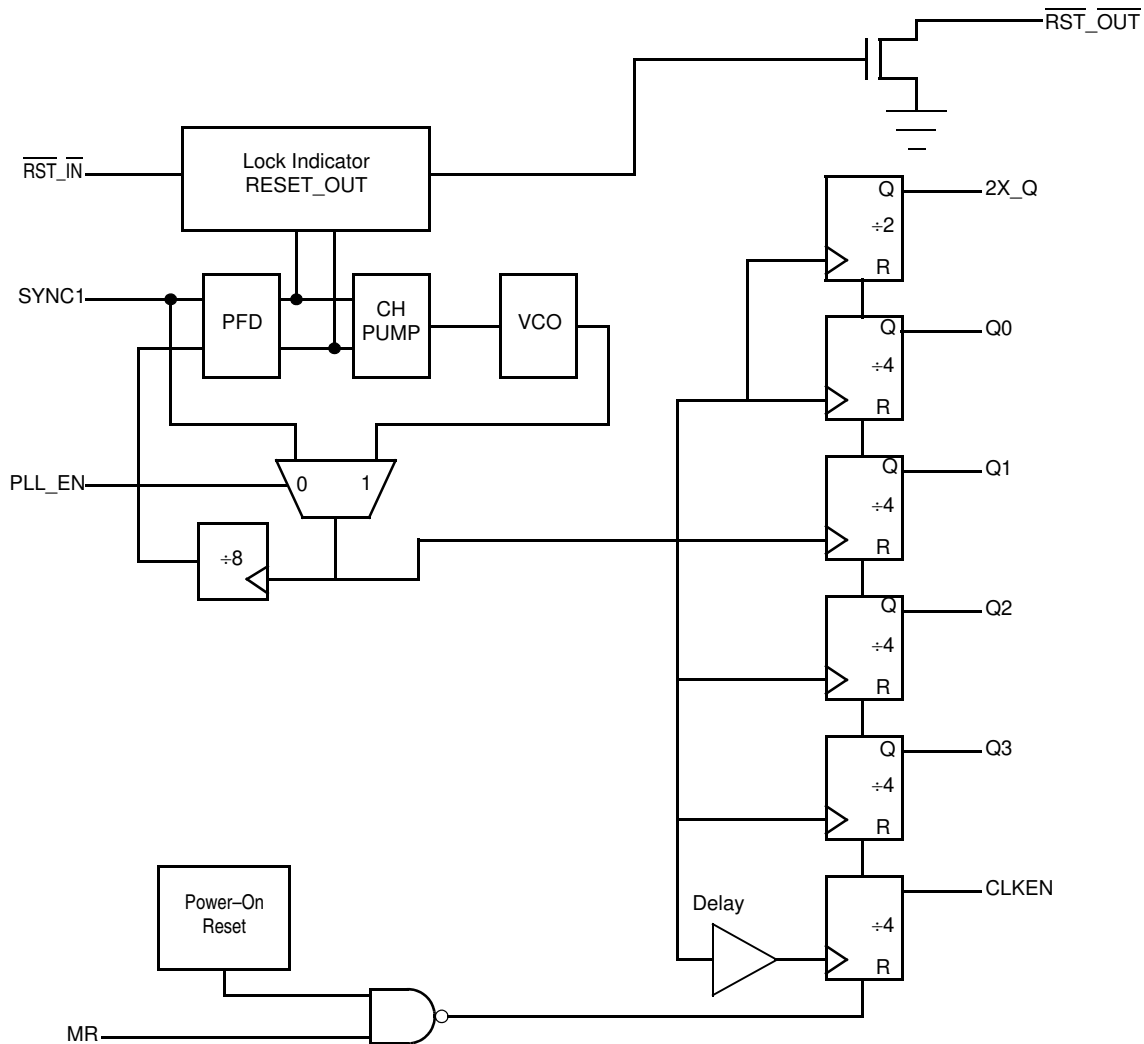 RST_OUT
Lock Indicator
RESET_OUT
RST_IN
Q
2X_Q
÷2
R
SYNC1
PFD
CH
PUMP
VCO
Q
Q0
÷4
R
PLL_EN
0
1
Q
Q1
÷4
R
÷8
Q
Q2
÷4
R
Q
Q3
÷4
R
Power–On
Reset
Delay
Q
CLKEN
÷4
R
MR